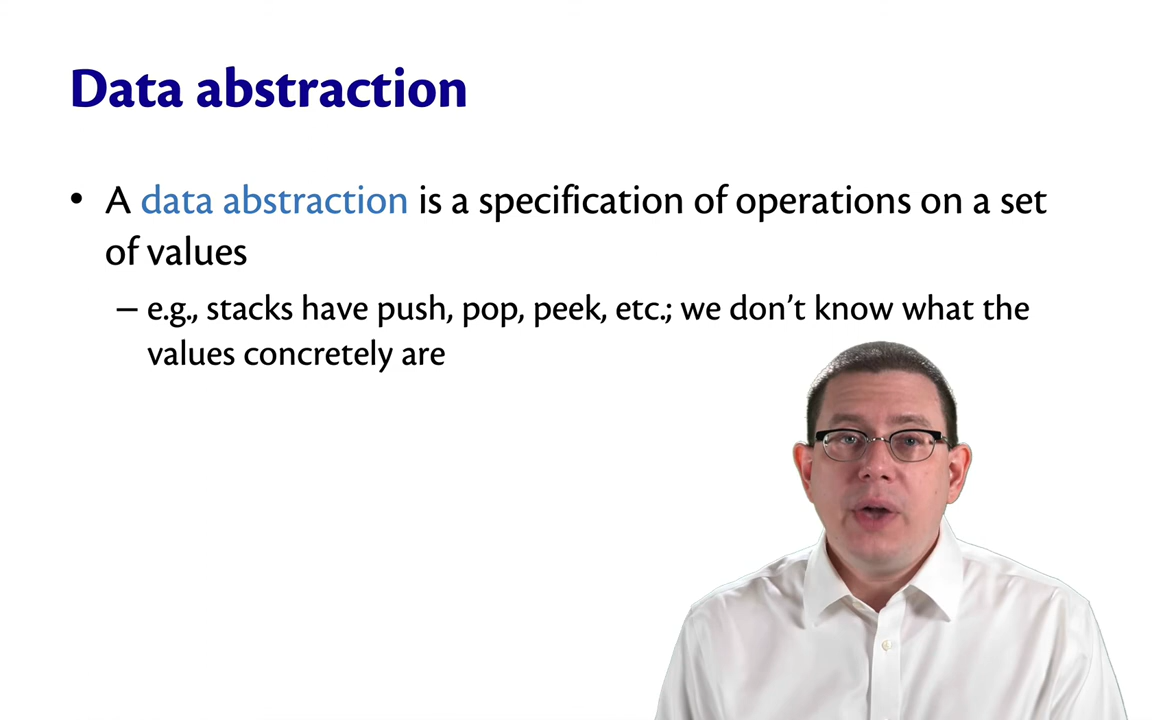 Data abstraction
• A data abstraction is a specification of operations on a set
of values
– e.g., stacks have push, pop, peek, etc.; we don’t know what the
values concretely are